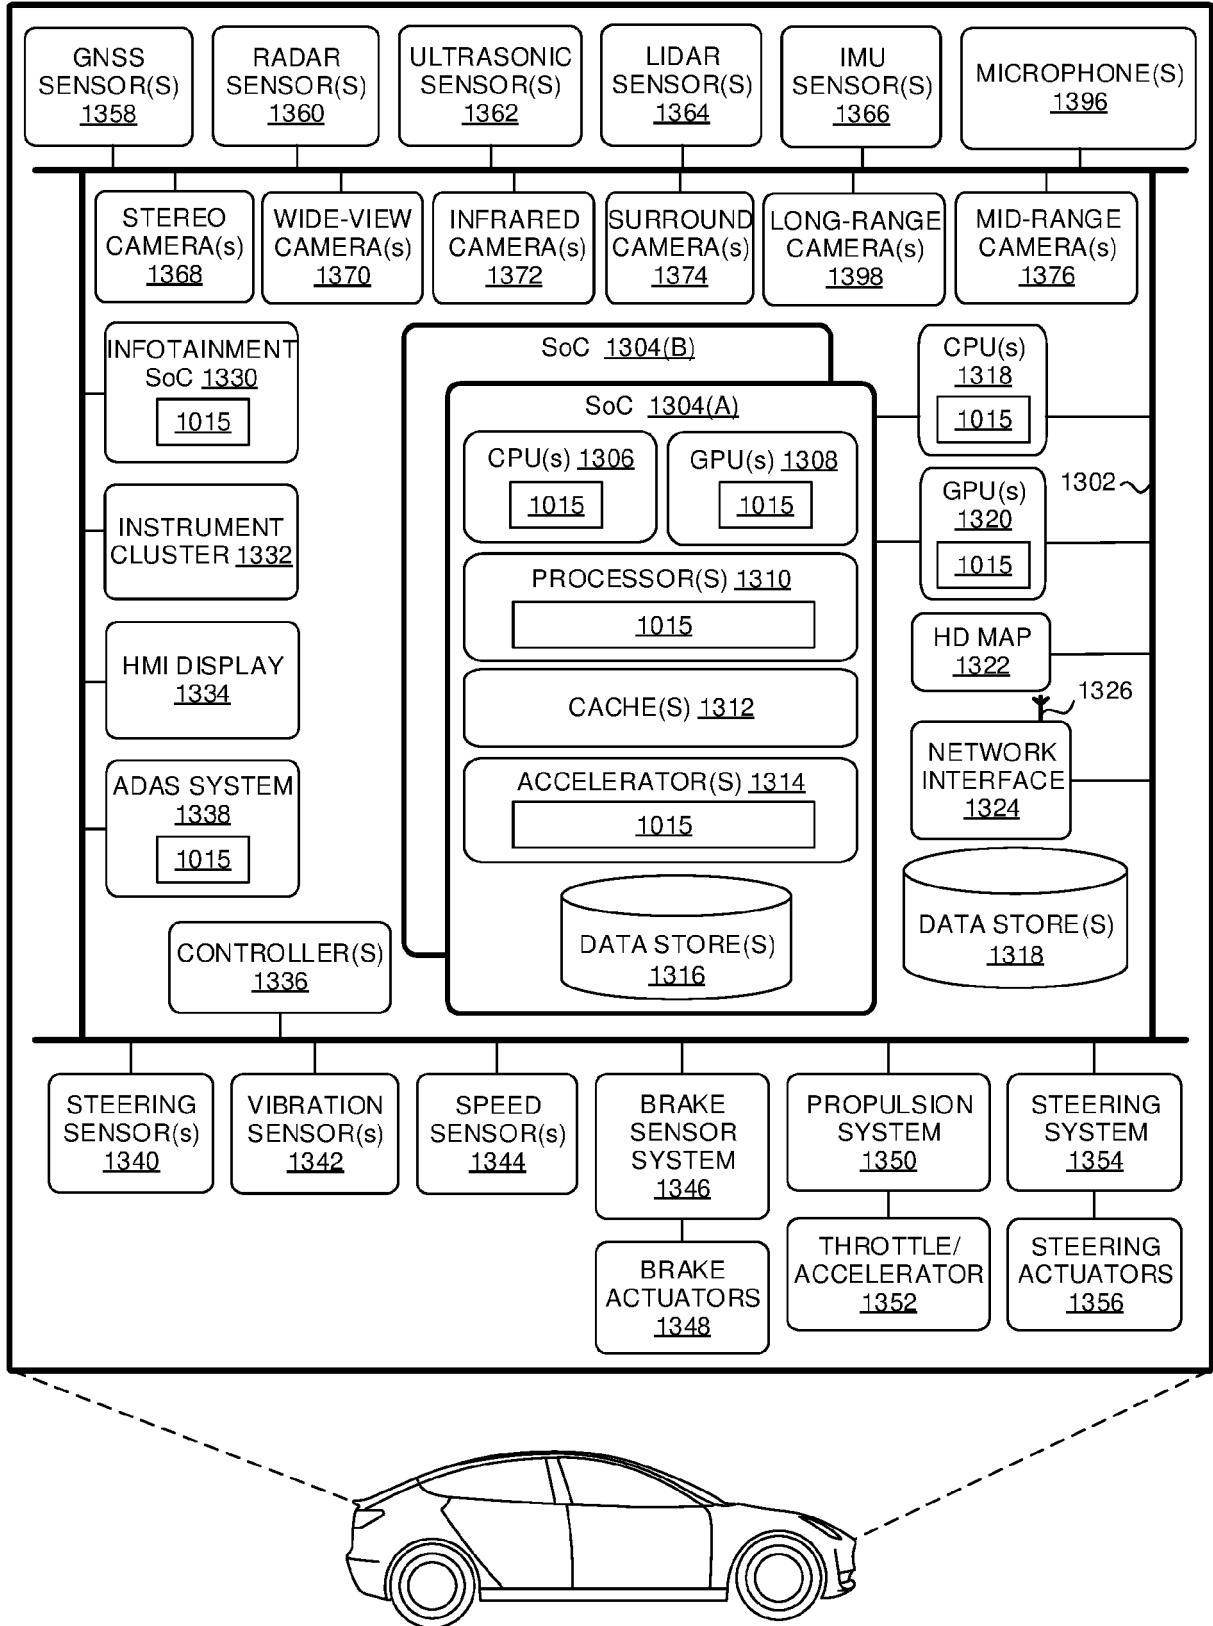 GNSS
SENSOR(S)
1358
RADAR
SENSOR(S)
1360
ULTRASONIC
SENSOR(S)
1362
LIDAR
SENSOR(S)
1364
IMU
SENSOR(S)
1366
MICROPHONE(S)
1396
STEREO
CAMERA(s)
1368
WIDE-VIEW
CAMERA(s)
1370
INFRARED
CAMERA(s)
1372
SURROUND
CAMERA(s)
1374
LONG-RANGE
CAMERA(s)
1398
MID-RANGE
CAMERA(s)
1376
INFOTAINMENT
SoC 1330
1015
INSTRUMENT
CLUSTER 1332
HMI DISPLAY
1334
ADAS SYSTEM
1338
1015
CONTROLLER(S)
1336
SoC 1304(B)
SoC 1304(A)
CPU(s) 1306
1015
GPU(s) 1308
1015
PROCESSOR(S) 1310
1015
CACHE(S) 1312
ACCELERATOR(S) 1314
1015
DATA STORE(S)
1316
CPU(s)
1318
1015
1302
GPU(s)
1320
1015
HD MAP
1322
1326
NETWORK
INTERFACE
1324
DATA STORE(S)
1318
STEERING
SENSOR(s)
1340
VIBRATION
SENSOR(s)
1342
SPEED
SENSOR(s)
1344
BRAKE
SENSOR
SYSTEM
1346
PROPULSION
SYSTEM
1350
STEERING
SYSTEM
1354
BRAKE
ACTUATORS
1348
THROTTLE/
ACCELERATOR
1352
STEERING
ACTUATORS
1356